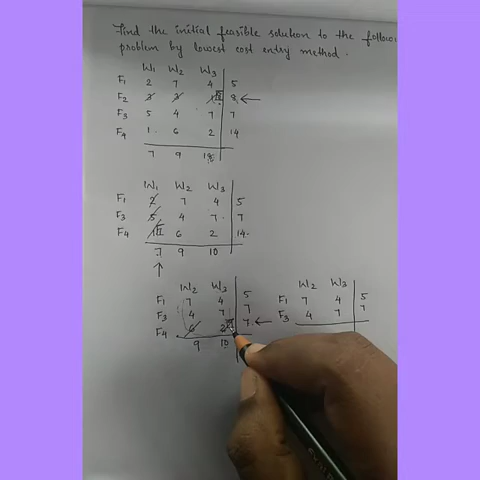 Find the initial feasible solution to the follow
problem by lowest cost entry method.
W1 W2 W3
F1 2 7 4 5
F2 3 3 1 8 8 ←
F3 5 4 7 7
F4 1 6 2 14
7 9 18
W1 W2 W3
F1 2 7 4 5
F3 5 4 7 7
F4 1 7 6 2 14
7 9 10
↑
W2 W3
F1 7 4 5
F3 4 7 7
F4 6 2 7 7 ←
9 10
W2 W3
F1 7 4 5
F3 4 7 7